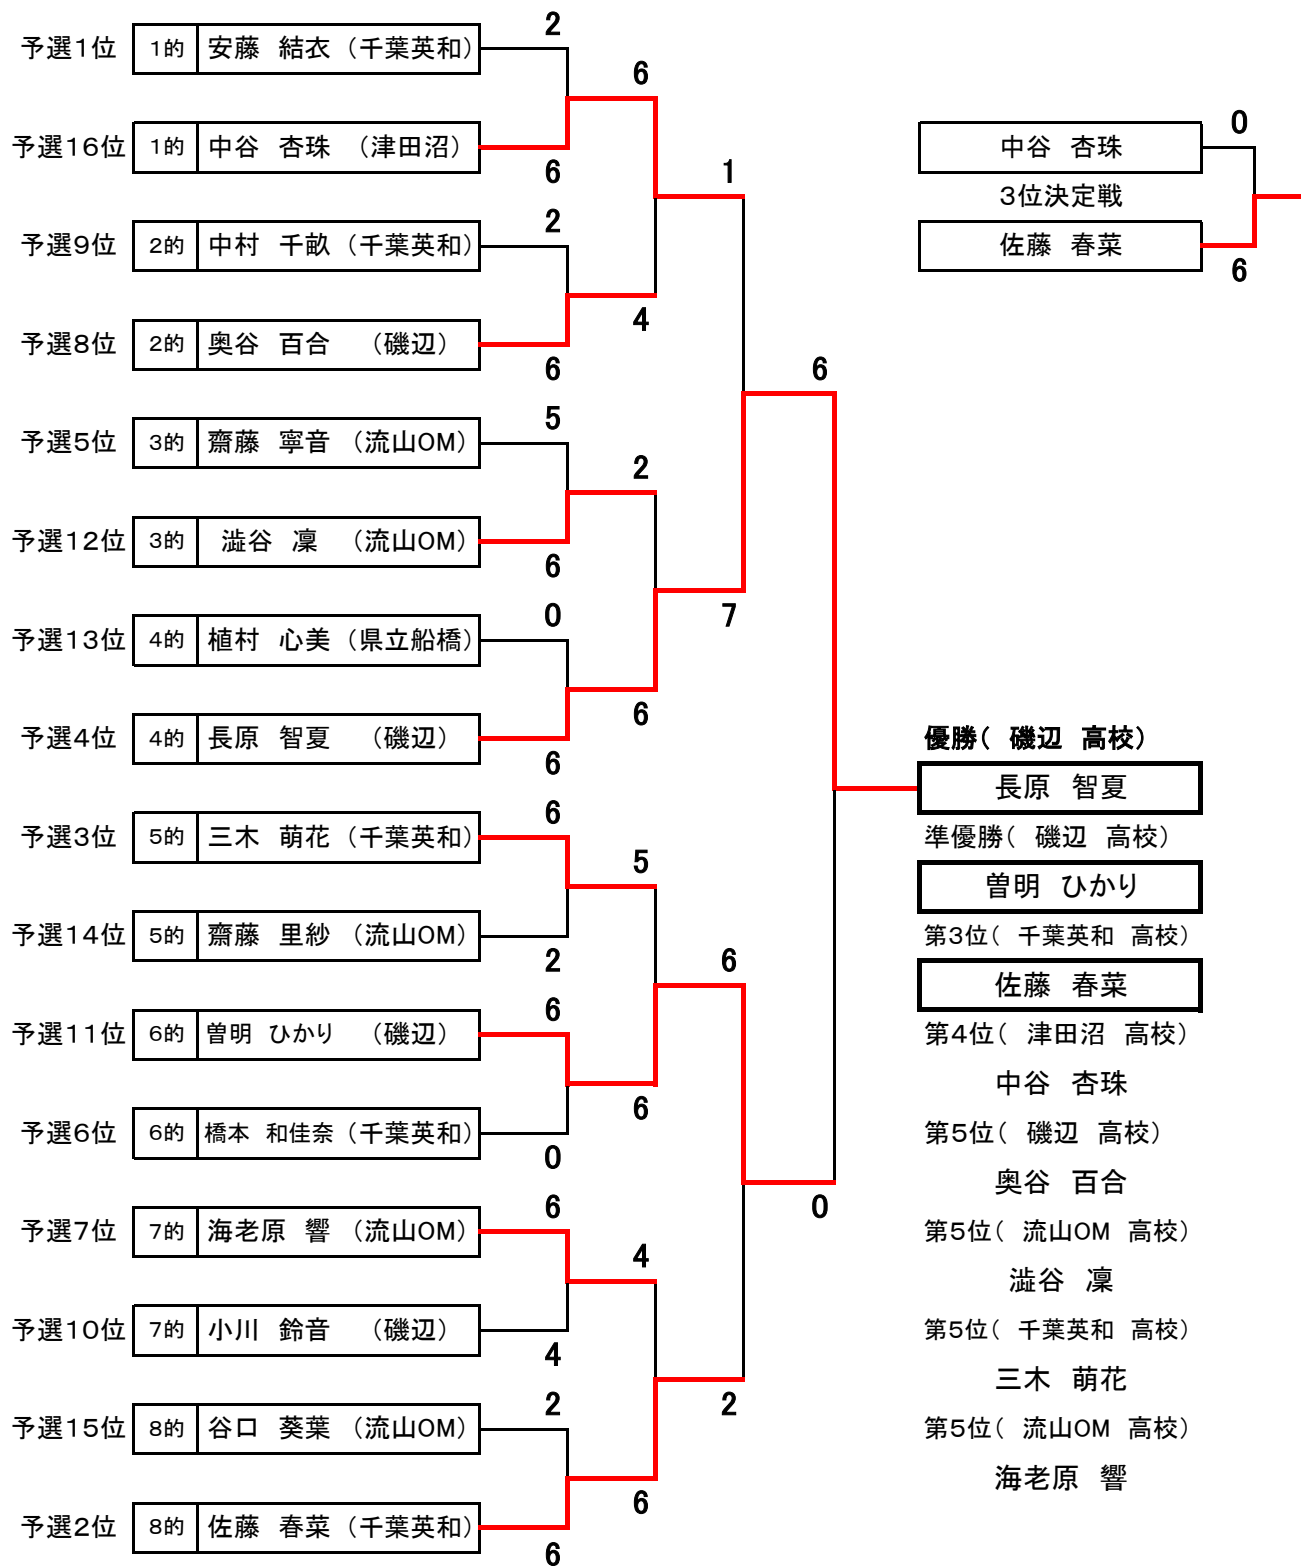 2
予選1位 1的 安藤 結衣 （千葉英和）
6
予選16位 1的 中谷 杏珠 （津田沼）
6
1
2
予選9位 2的 中村 千畝 （千葉英和）
4
予選8位 2的 奥谷 百合 （磯辺）
6
6
5
予選5位 3的 齋藤 寧音 （流山OM）
2
予選12位 3的 澁谷 凜 （流山OM）
6
0
7
予選13位 4的 植村 心美 （県立船橋）
6
予選4位 4的 長原 智夏 （磯辺）
6
6
予選3位 5的 三木 萌花 （千葉英和）
5
予選14位 5的 齋藤 里紗 （流山OM）
2
6
6
予選11位 6的 曽明 ひかり （磯辺）
6
予選6位 6的 橋本 和佳奈 （千葉英和）
0
6
0
予選7位 7的 海老原 響 （流山OM）
4
予選10位 7的 小川 鈴音 （磯辺）
4
2
2
予選15位 8的 谷口 葵葉 （流山OM）
6
予選2位 8的 佐藤 春菜 （千葉英和）
6
0
中谷 杏珠
3位決定戦
佐藤 春菜
6
優勝（ 磯辺 高校）
長原 智夏
準優勝（ 磯辺 高校）
曽明 ひかり
第3位（ 千葉英和 高校）
佐藤 春菜
第4位（ 津田沼 高校）
中谷 杏珠
第5位（ 磯辺 高校）
奥谷 百合
第5位（ 流山OM 高校）
澁谷 凜
第5位（ 千葉英和 高校）
三木 萌花
第5位（ 流山OM 高校）
海老原 響